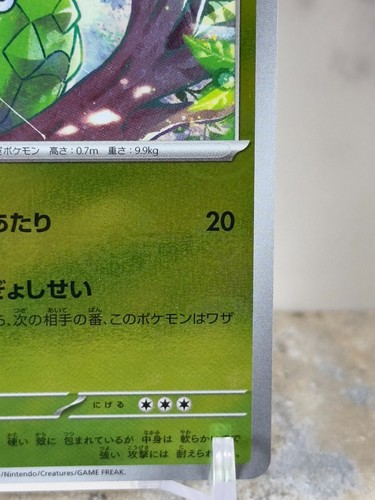 ポケモン 高さ:0.7m 重さ:9.9kg
あたり 20
ぎょしせい
ら、次の相手の番、このポケモンはワザ
にげる
硬い 殻に 包まれているが 中身は 軟らか
強い 攻撃には 耐えられ
/Nintendo/Creatures/GAME FREAK.